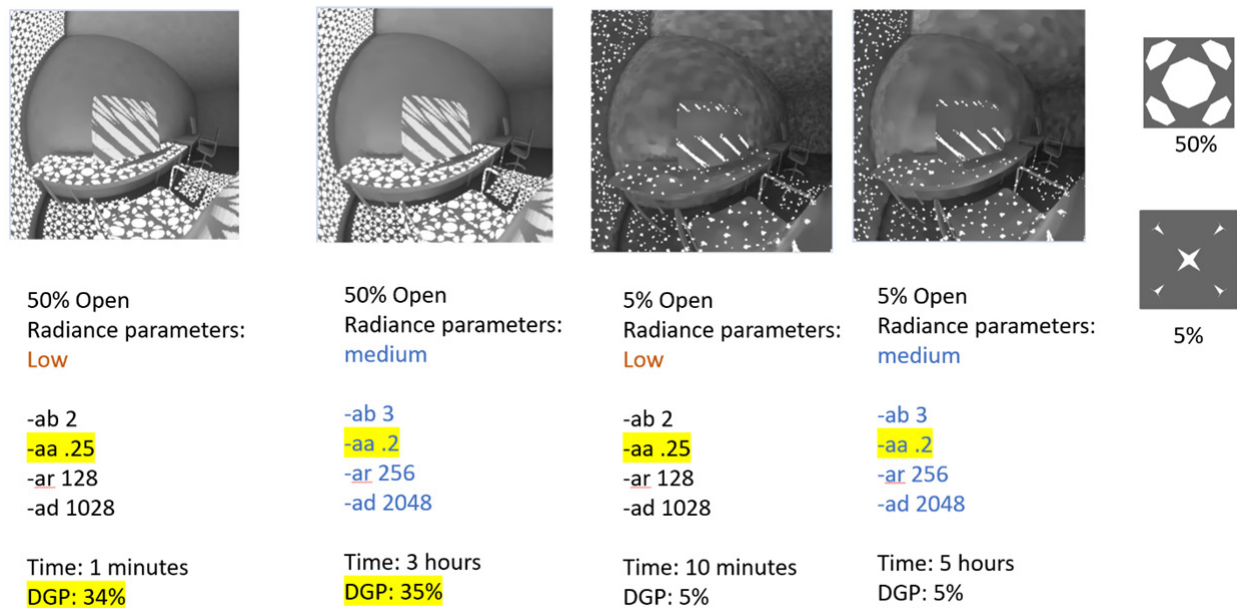 50% Open
Radiance parameters:
Low
-ab 2
-aa .25
-ar 128
-ad 1028
Time: 1 minutes
DGP: 34%
50% Open
Radiance parameters:
medium
-ab 3
-aa .2
-ar 256
-ad 2048
Time: 3 hours
DGP: 35%
5% Open
Radiance parameters:
Low
-ab 2
-aa .25
-ar 128
-ad 1028
Time: 10 minutes
DGP: 5%
5% Open
Radiance parameters:
medium
-ab 3
-aa .2
-ar 256
-ad 2048
Time: 5 hours
DGP: 5%
50%
5%